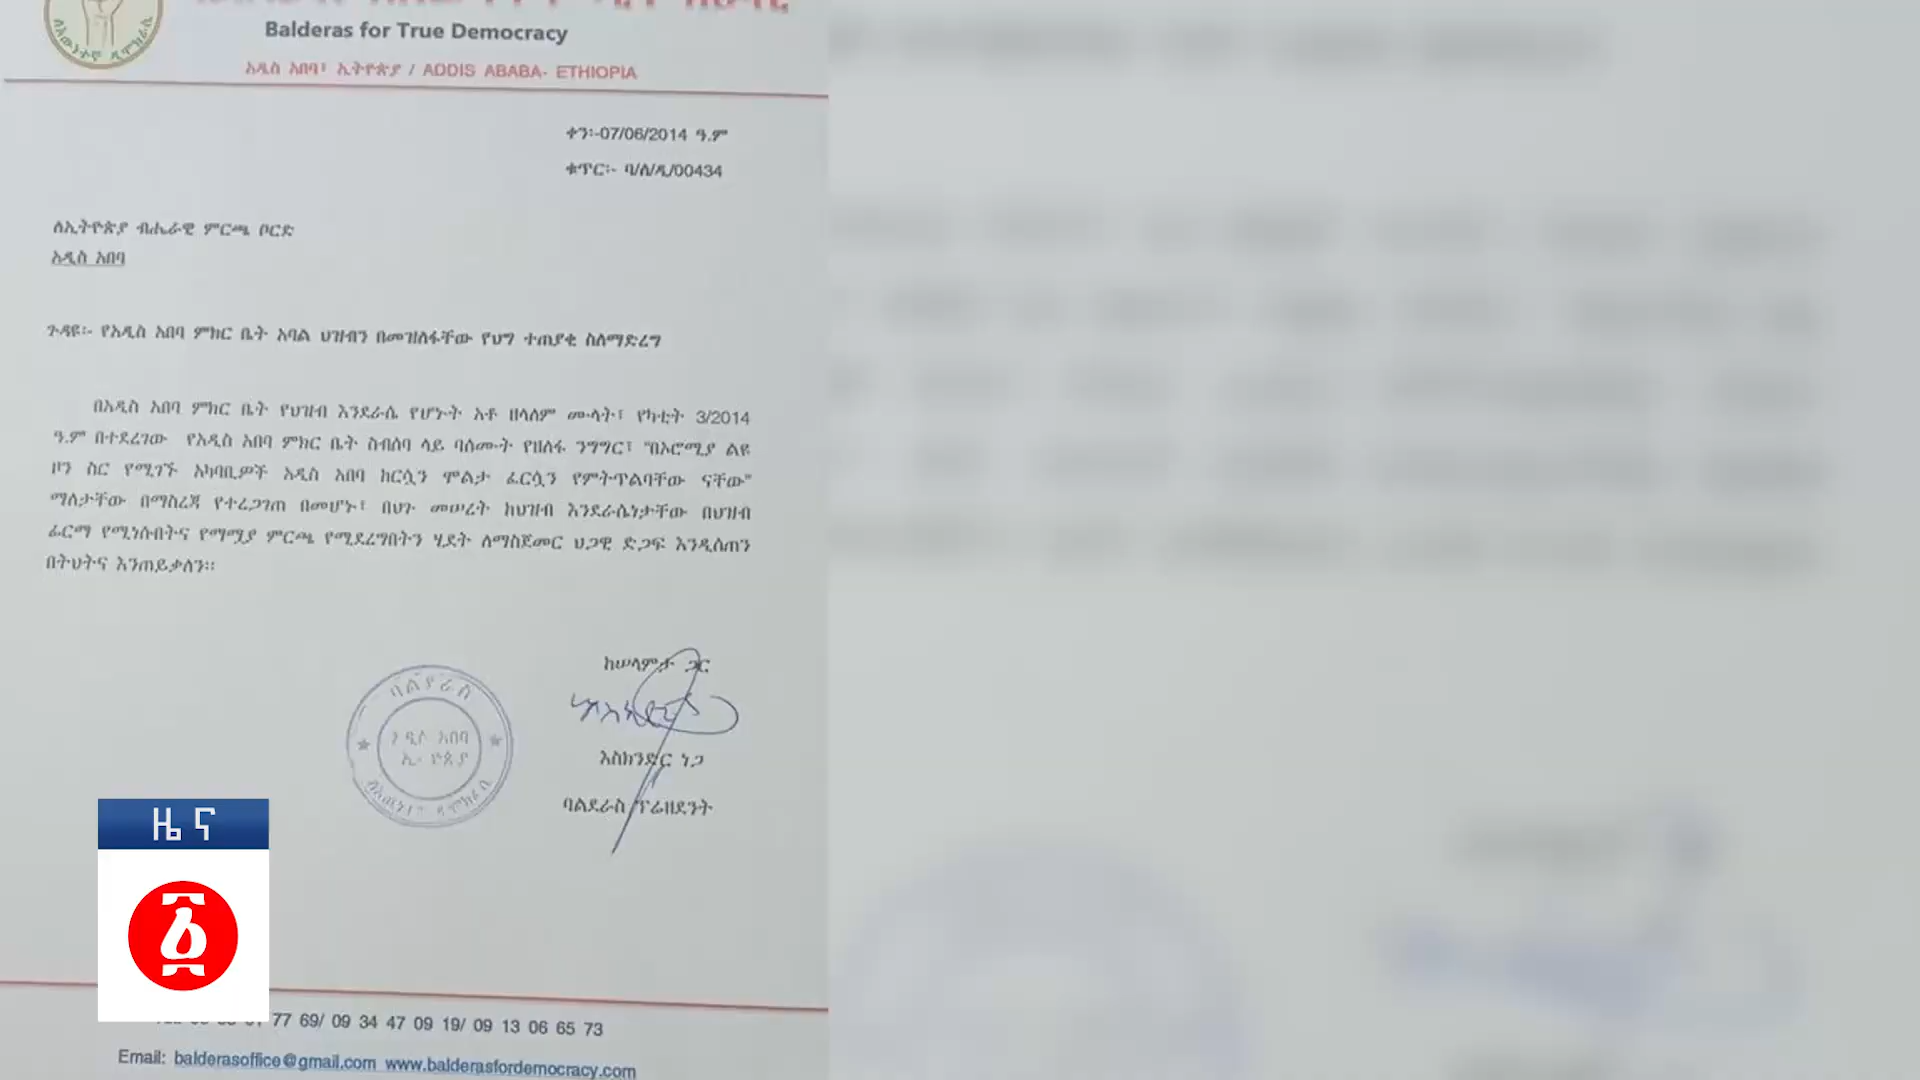 Balderas for True Democracy
አዲስ አበባ፣ ኢትዮጵያ / ADDIS ABABA- ETHIOPIA
ቀን፡-07/06/2014 ዓ.ም
ቁጥር፡- ባ/ለ/ዲ/00434
ለኢትዮጵያ ብሔራዊ ምርጫ ቦርድ
አዲስ አበባ
ጉዳዩ፡- የአዲስ አበባ ምክር ቤት አባል ህዝብን በመዝለፋቸው የህግ ተጠያቂ ስለማድረግ
በአዲስ አበባ ምክር ቤት የህዝብ እንደራሴ የሆኑት አቶ ዘላለም ሙላት፣ የካቲት 3/2014
ዓ.ም በተደረገው የአዲስ አበባ ምክር ቤት ስብሰባ ላይ ባሰሙት የዘለፋ ንግግር፣ "በኦሮሚያ ልዩ
ዞን ስር የሚገኙ አካባቢዎች አዲስ አበባ ከርሷን ሞልታ ፈርሷን የምትጥልባቸው ናቸው"
ማለታቸው በማስረጃ የተረጋገጠ በመሆኑ፣ በህጉ መሠረት ከህዝብ እንደራሴነታቸው በህዝብ
ፊርማ የሚነሱብትና የማሟያ ምርጫ የሚደረግበትን ሂደት ለማስጀመር ህጋዊ ድጋፍ እንዲሰጠን
በትህትና እንጠይቃለን፡፡
ከሠላምታ ጋር
እስክንድር ነጋ
ባልደራስ ፕሬዘደንት
ዜና
77 69/ 09 34 47 09 19/ 09 13 06 65 73
Email: balderasoffice@gmail.com www.balderasfordemocracy.com